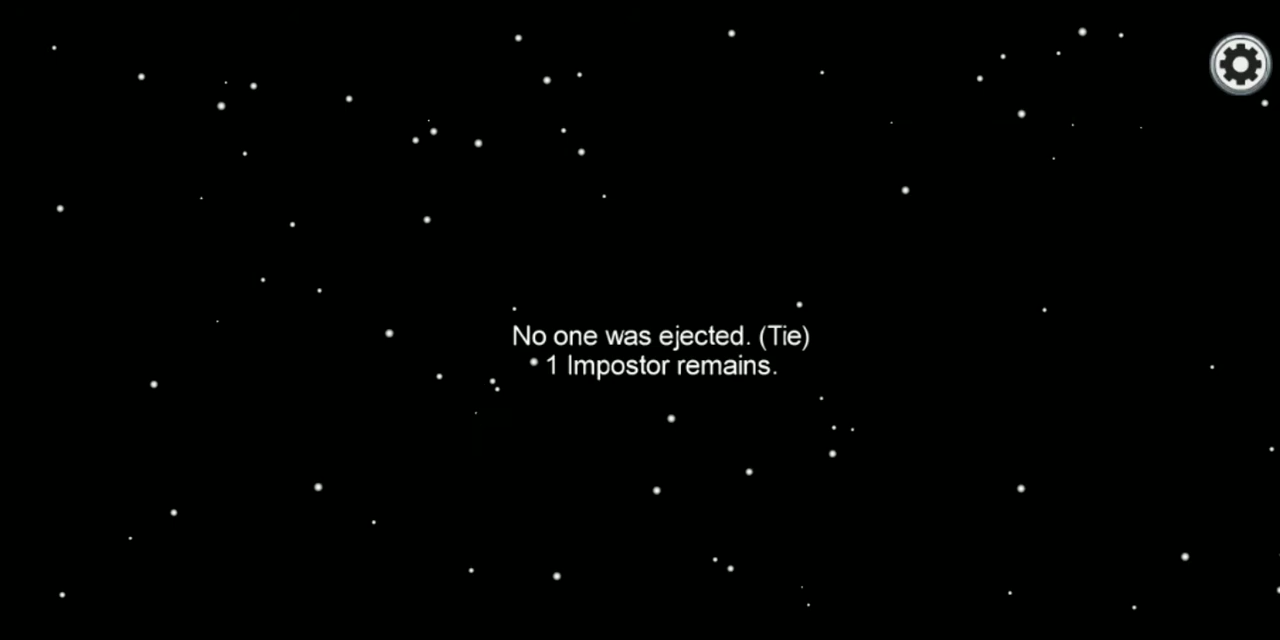 No one was ejected. (Tie)
1 Impostor remains.